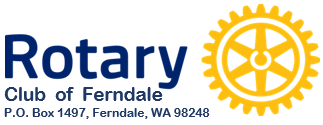 Rotary
Club of Ferndale
P.O. Box 1497, Ferndale, WA 98248